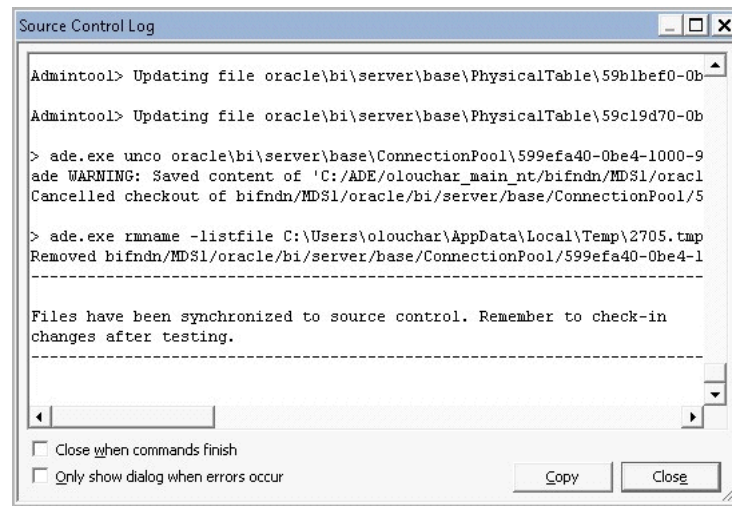 Source Control Log
Admintool> Updating file oracle\bi\server\base\PhysicalTable\59b1bef0-0b
Admintool> Updating file oracle\bi\server\base\PhysicalTable\59c19d70-0b
> ade.exe unco oracle\bi\server\base\ConnectionPool\599efa40-0be4-1000-9
ade WARNING: Saved content of 'C:/ADE/olouchar_main_nt/bifndn/MDS1/oracl
Cancelled checkout of bifndn/MDS1/oracle/bi/server/base/ConnectionPool/5
> ade.exe rmname -listfile C:\Users\olouchar\AppData\Local\Temp\2705.tmp
Removed bifndn/MDS1/oracle/bi/server/base/ConnectionPool/599efa40-0be4-1
------------------------------------------------------------------------
Files have been synchronized to source control. Remember to check-in
changes after testing.
------------------------------------------------------------------------
Close when commands finish
Only show dialog when errors occur
Copy
Close